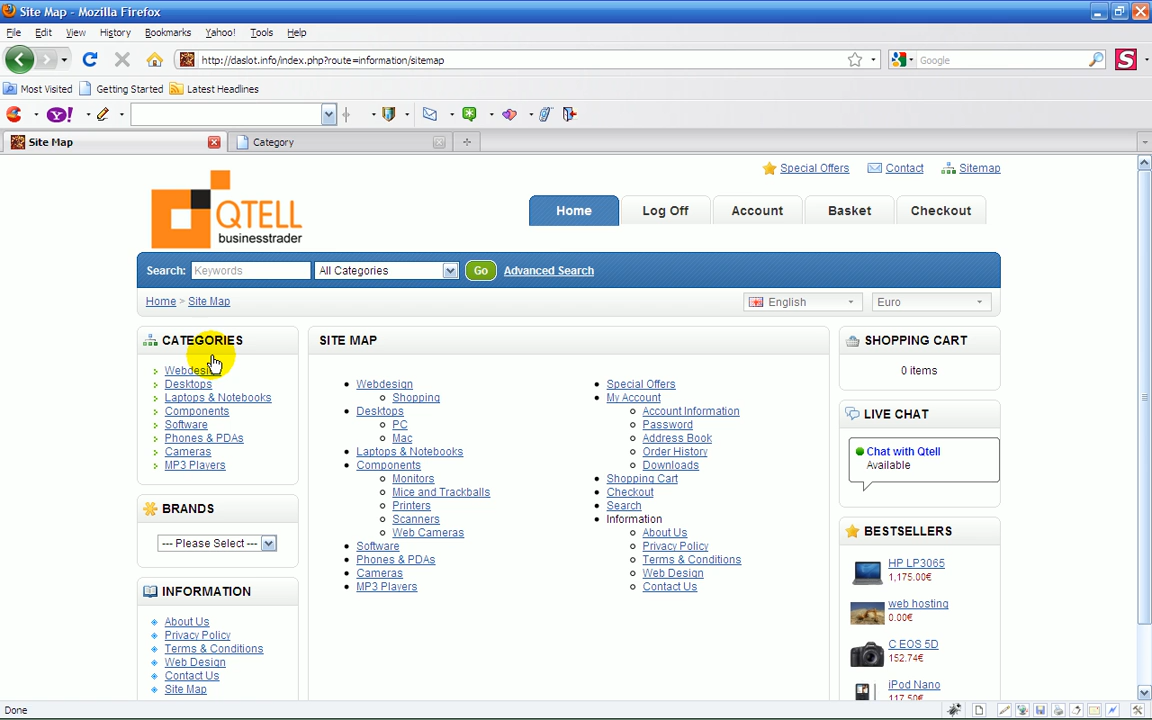 Site Map - Mozilla Firefox
File Edit View History Bookmarks Yahoo! Tools Help
http://daslot.info/index.php?route=information/sitemap
Google
S
Most Visited Getting Started Latest Headlines
Y!
Site Map
Category
Special Offers Contact Sitemap
QTELL
businesstrader
Home Log Off Account Basket Checkout
Search: Keywords All Categories Go Advanced Search
Home > Site Map
English Euro
CATEGORIES
Webdesign
Desktops
Laptops & Notebooks
Components
Software
Phones & PDAs
Cameras
MP3 Players
BRANDS
--- Please Select ---
INFORMATION
About Us
Privacy Policy
Terms & Conditions
Web Design
Contact Us
Site Map
SITE MAP
Webdesign
Shopping
Desktops
PC
Mac
Laptops & Notebooks
Components
Monitors
Mice and Trackballs
Printers
Scanners
Web Cameras
Software
Phones & PDAs
Cameras
MP3 Players
Special Offers
My Account
Account Information
Password
Address Book
Order History
Downloads
Shopping Cart
Checkout
Search
Information
About Us
Privacy Policy
Terms & Conditions
Web Design
Contact Us
SHOPPING CART
0 items
LIVE CHAT
Chat with Qtell
Available
BESTSELLERS
HP LP3065
1,175.00€
web hosting
0.00€
C EOS 5D
152.74€
iPod Nano
117.50€
Done